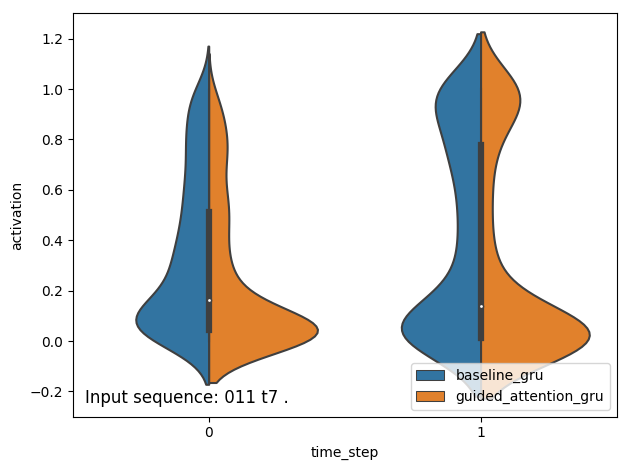 1.2
1.0
0.8
0.6
0.4
0.2
0.0
−0.2
activation
Input sequence: 011 t7 .
baseline_gru
guided_attention_gru
0
1
time_step